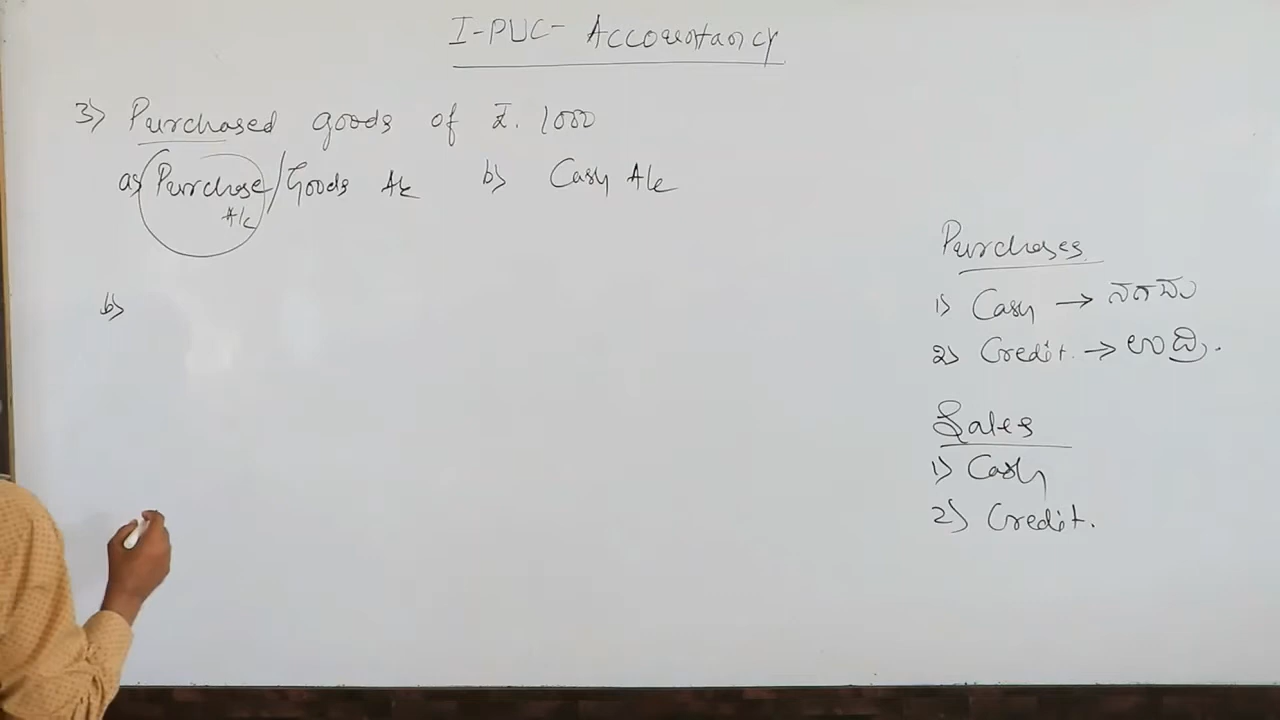 I-PUC- Accountancy
3) Purchased goods of ₹. 1000
a) Purchase/Goods A/c b) Cash A/c
A/c
b)
Purchases
1) Cash → ನಗದು
2) Credit. → ಉದ್ರಿ.
Sales
1) Cash
2) Credit.